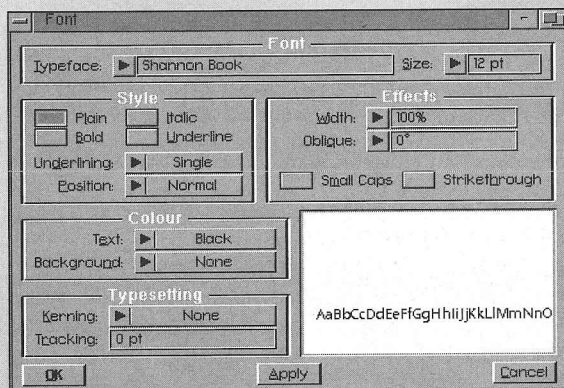 Font
Font
Typeface: Shannon Book Size: 12 pt
Style
Plain Italic
Bold Underline
Underlining: Single
Position: Normal
Effects
Width: 100%
Oblique: 0°
Small Caps Strikethrough
Colour
Text: Black
Background: None
Typesetting
Kerning: None
Tracking: 0 pt
AaBbCcDdEeFfGgHhIiJjKkLlMmNnO
OK Apply Cancel